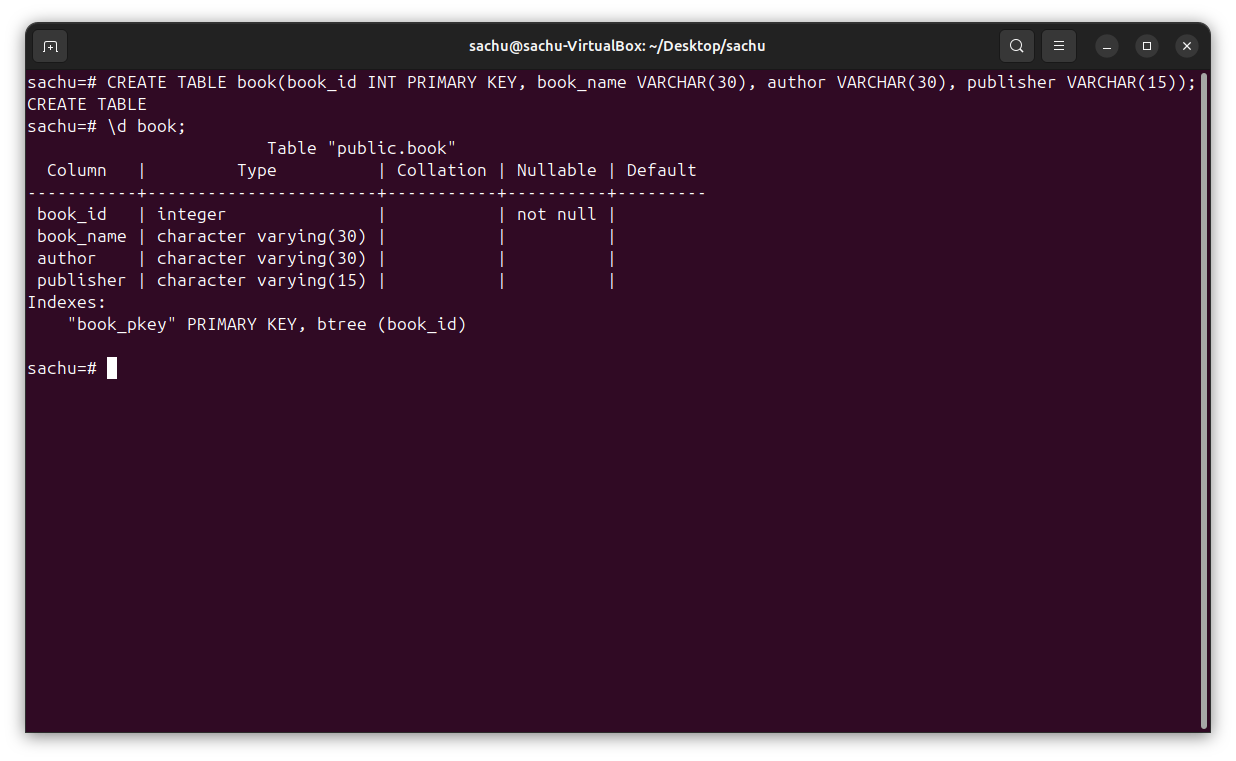 sachu@sachu-VirtualBox: ~/Desktop/sachu
sachu=# CREATE TABLE book(book_id INT PRIMARY KEY, book_name VARCHAR(30), author VARCHAR(30), publisher VARCHAR(15));
CREATE TABLE
sachu=# \d book;
                        Table "public.book"
  Column   |         Type          | Collation | Nullable | Default
-----------+-----------------------+-----------+----------+---------
 book_id   | integer               |           | not null |
 book_name | character varying(30) |           |          |
 author    | character varying(30) |           |          |
 publisher | character varying(15) |           |          |
Indexes:
    "book_pkey" PRIMARY KEY, btree (book_id)
sachu=#